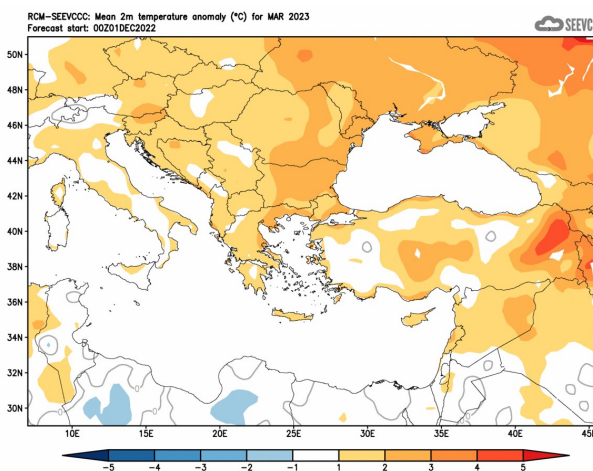 RCM-SEEVCCC: Mean 2m temperature anomaly (°C) for MAR 2023
Forecast start: 00Z01DEC2022
SEEVC
50N
48N
46N
44N
42N
40N
38N
36N
34N
32N
30N
10E 15E 20E 25E 30E 35E 40E 45E
-5 -4 -3 -2 -1 1 2 3 4 5